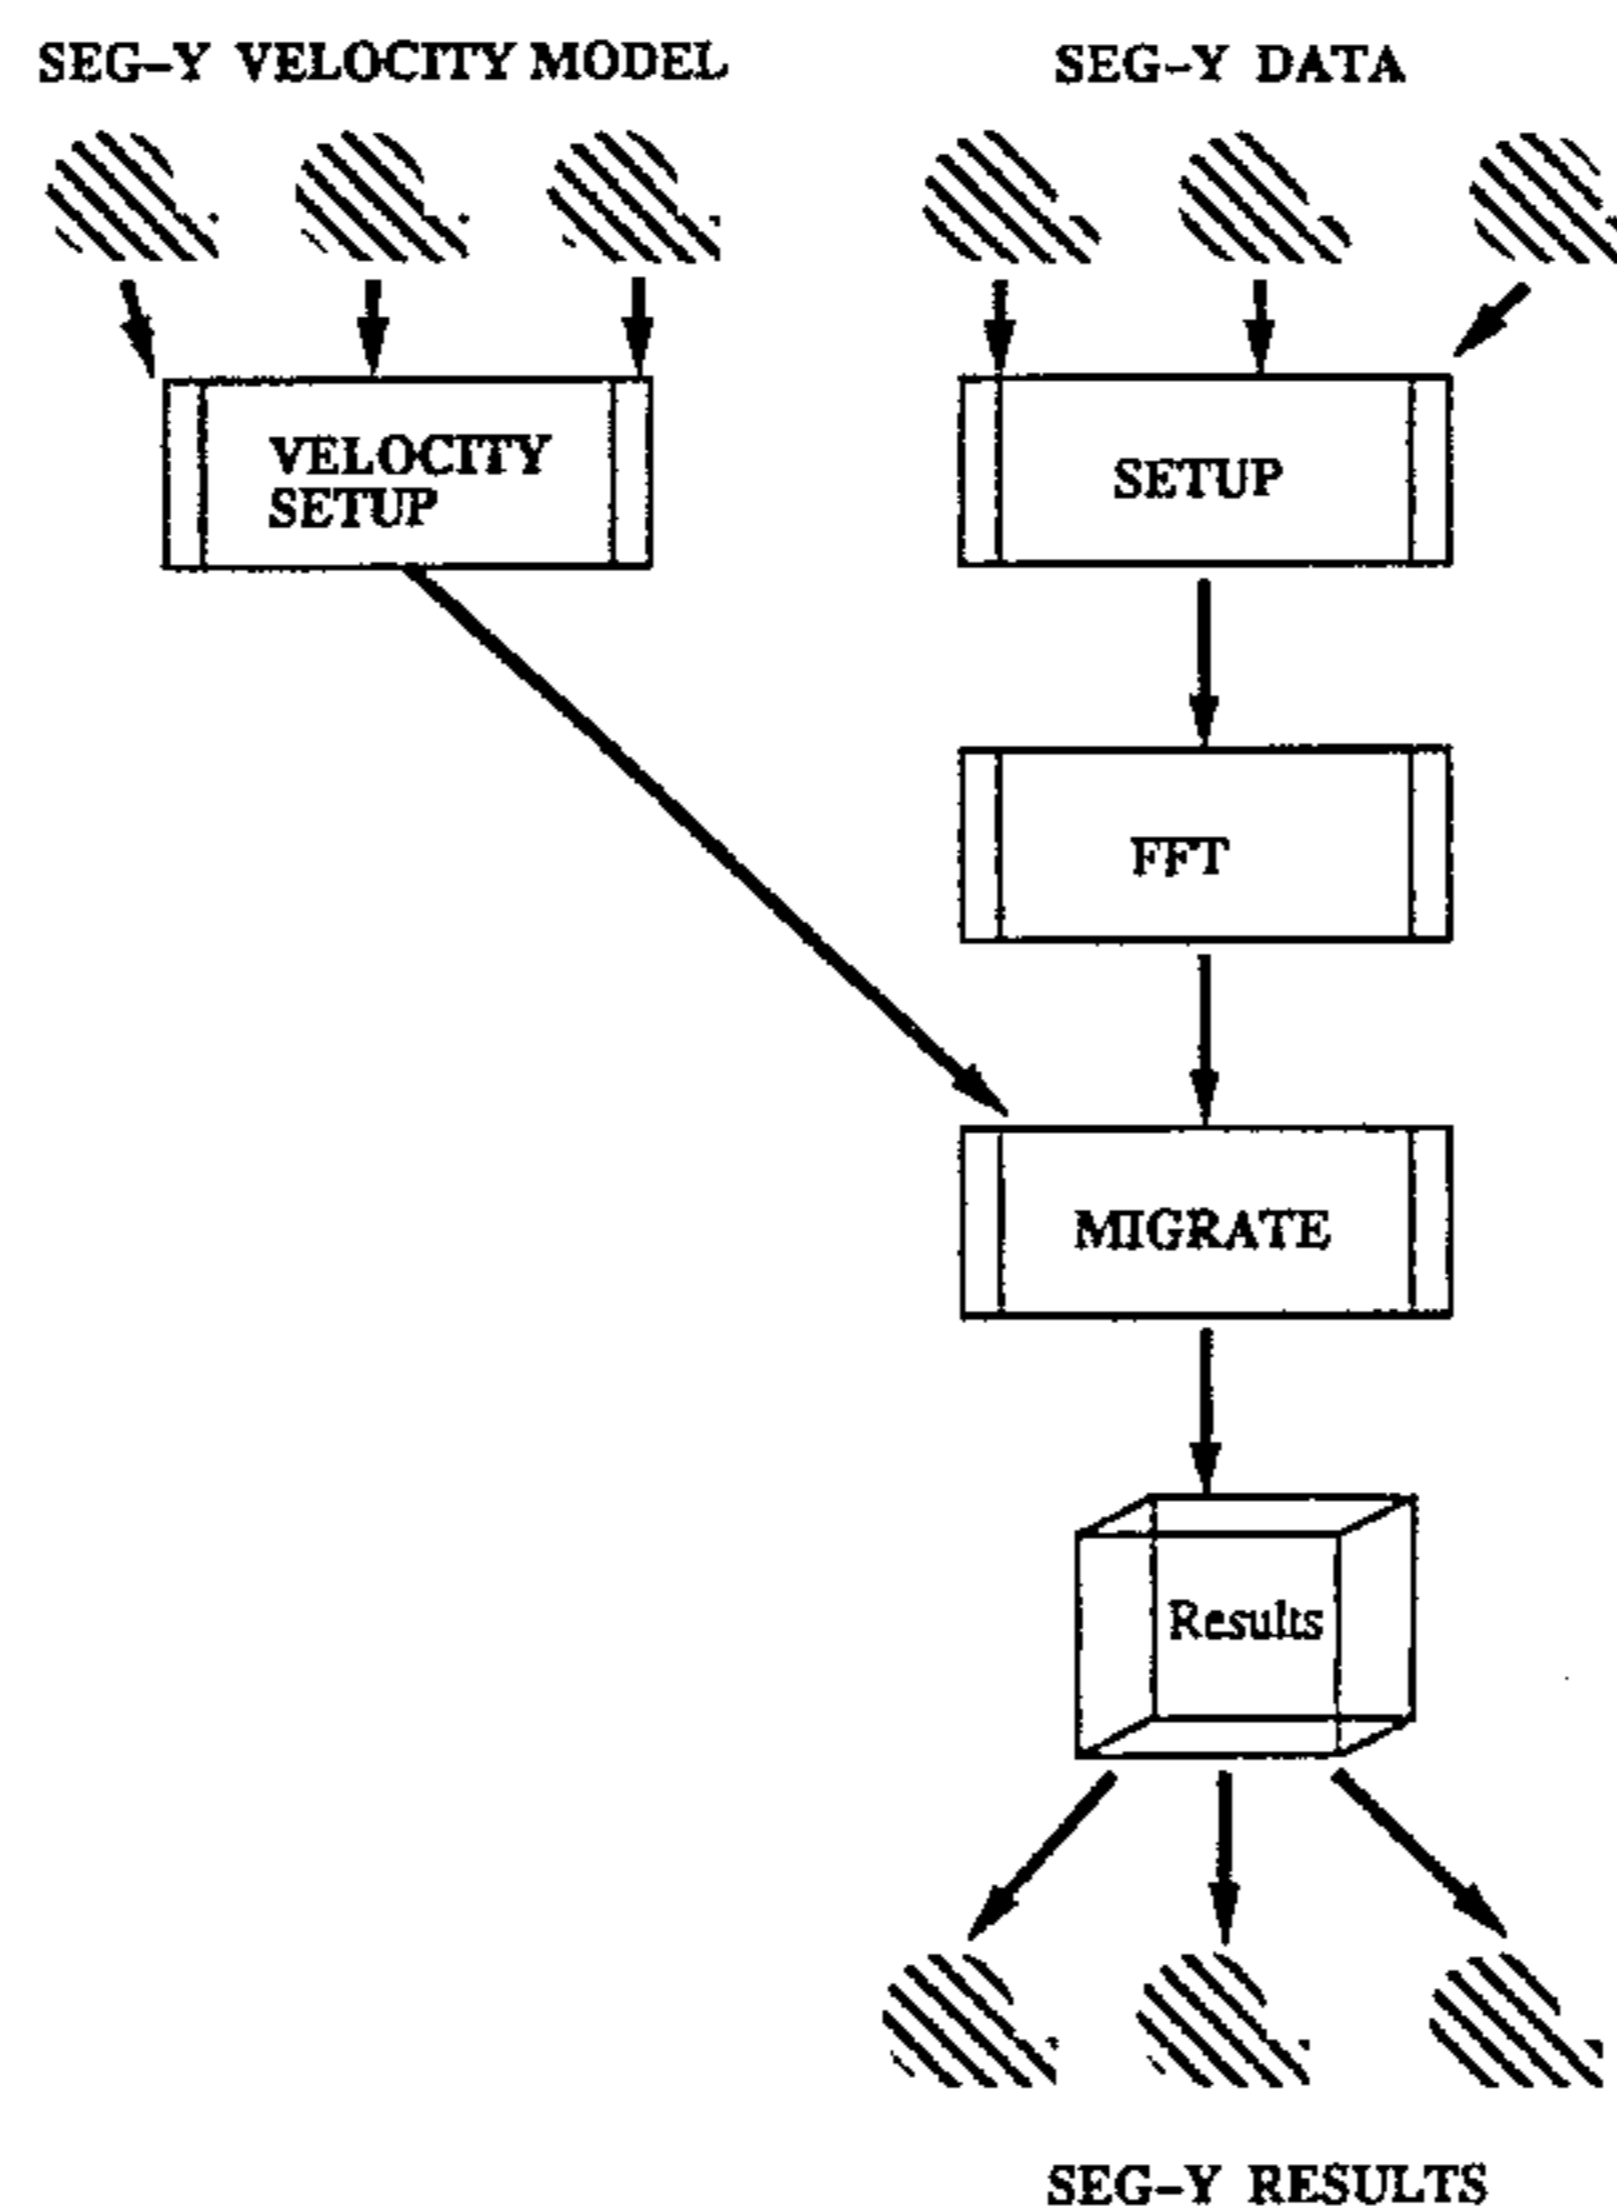 SEG-Y VELOCITY MODEL
SEG-Y DATA
VELOCITY
SETUP
SETUP
FFT
MIGRATE
Results
SEG-Y RESULTS